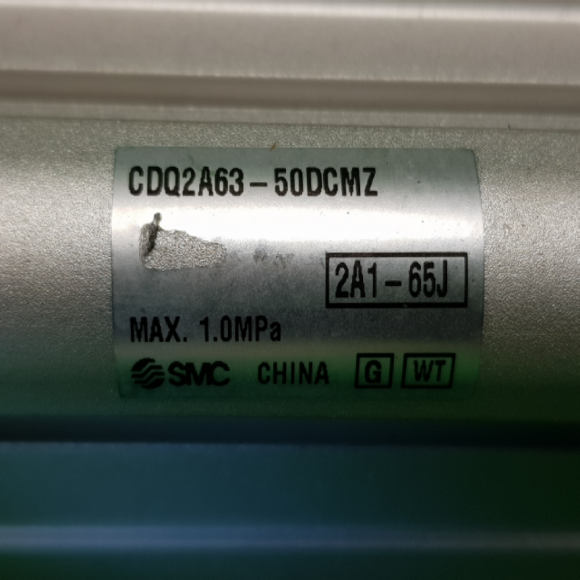 CDQ2A63-50DCMZ
2A1-65J
MAX. 1.0MPa
SMC CHINA G WT